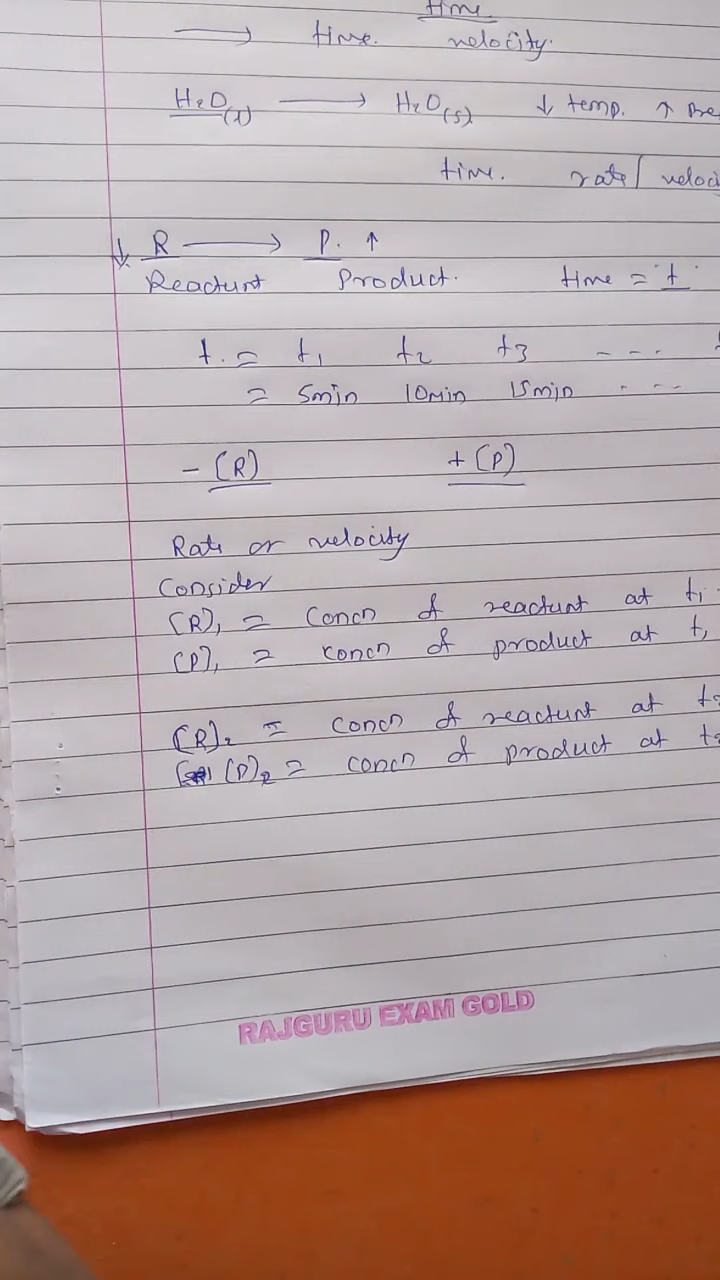 time
⟶ time. velocity.
H₂O(l) ⟶ H₂O(s) ↓ temp. ↑
time. rate/
↓ R ⟶ P. ↑
Reactant Product. time = 't'
t = t₁ t₂ t₃ ---
= 5min 10min 15min ---
- (R) + (P)
Rate or velocity
Consider
(R)₁ = Concn of reactant at t₁
(P)₁ = concn of product at t₁
(R)₂ = concn of reactant at
(P)₂ = concn of product at
RAJGURU EXAM GOLD